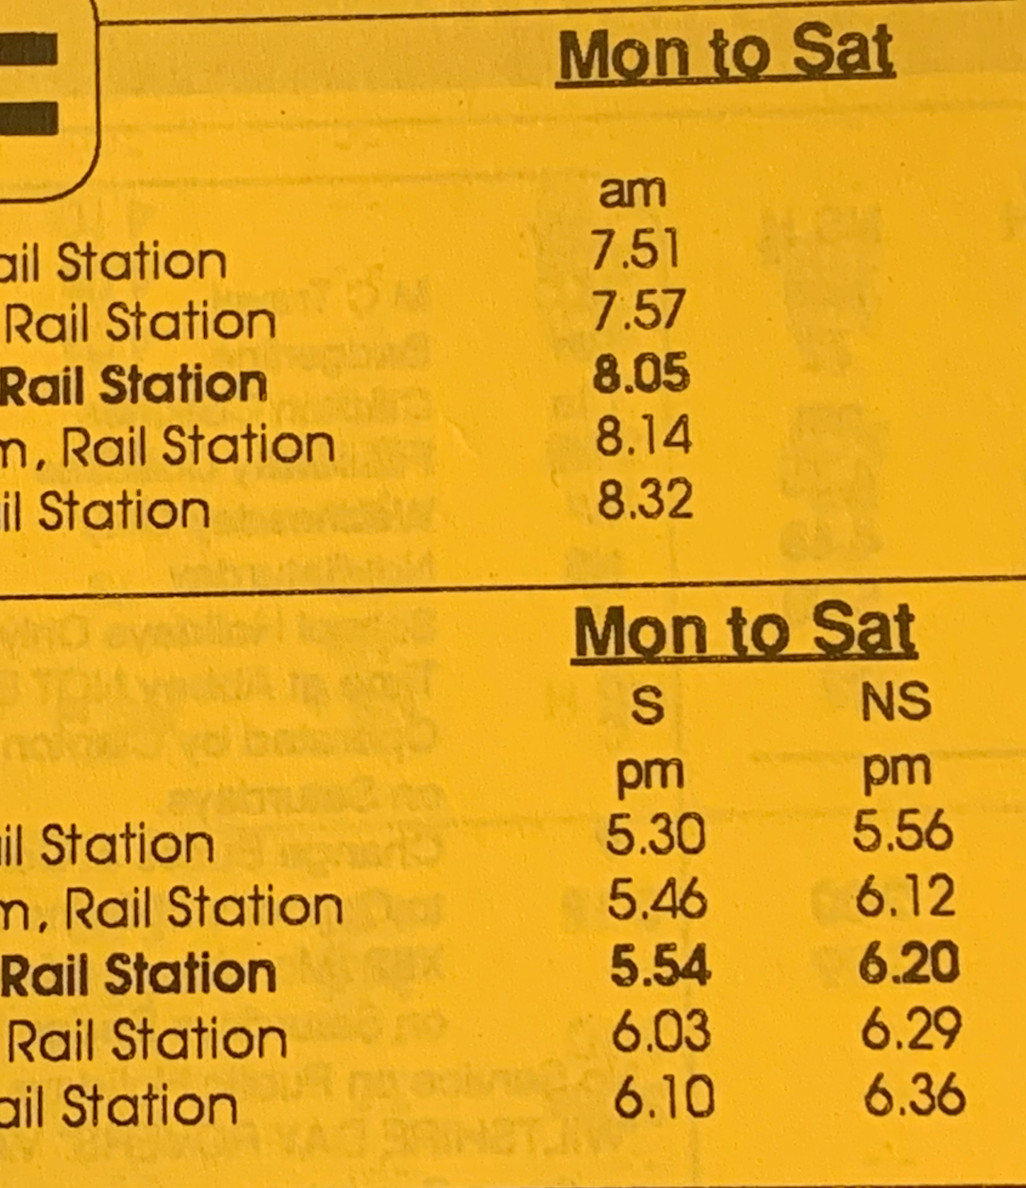 Mon to Sat
am
ail Station 7.51
Rail Station 7.57
Rail Station 8.05
m, Rail Station 8.14
il Station 8.32
Mon to Sat
S NS
pm pm
il Station 5.30 5.56
m, Rail Station 5.46 6.12
Rail Station 5.54 6.20
Rail Station 6.03 6.29
ail Station 6.10 6.36